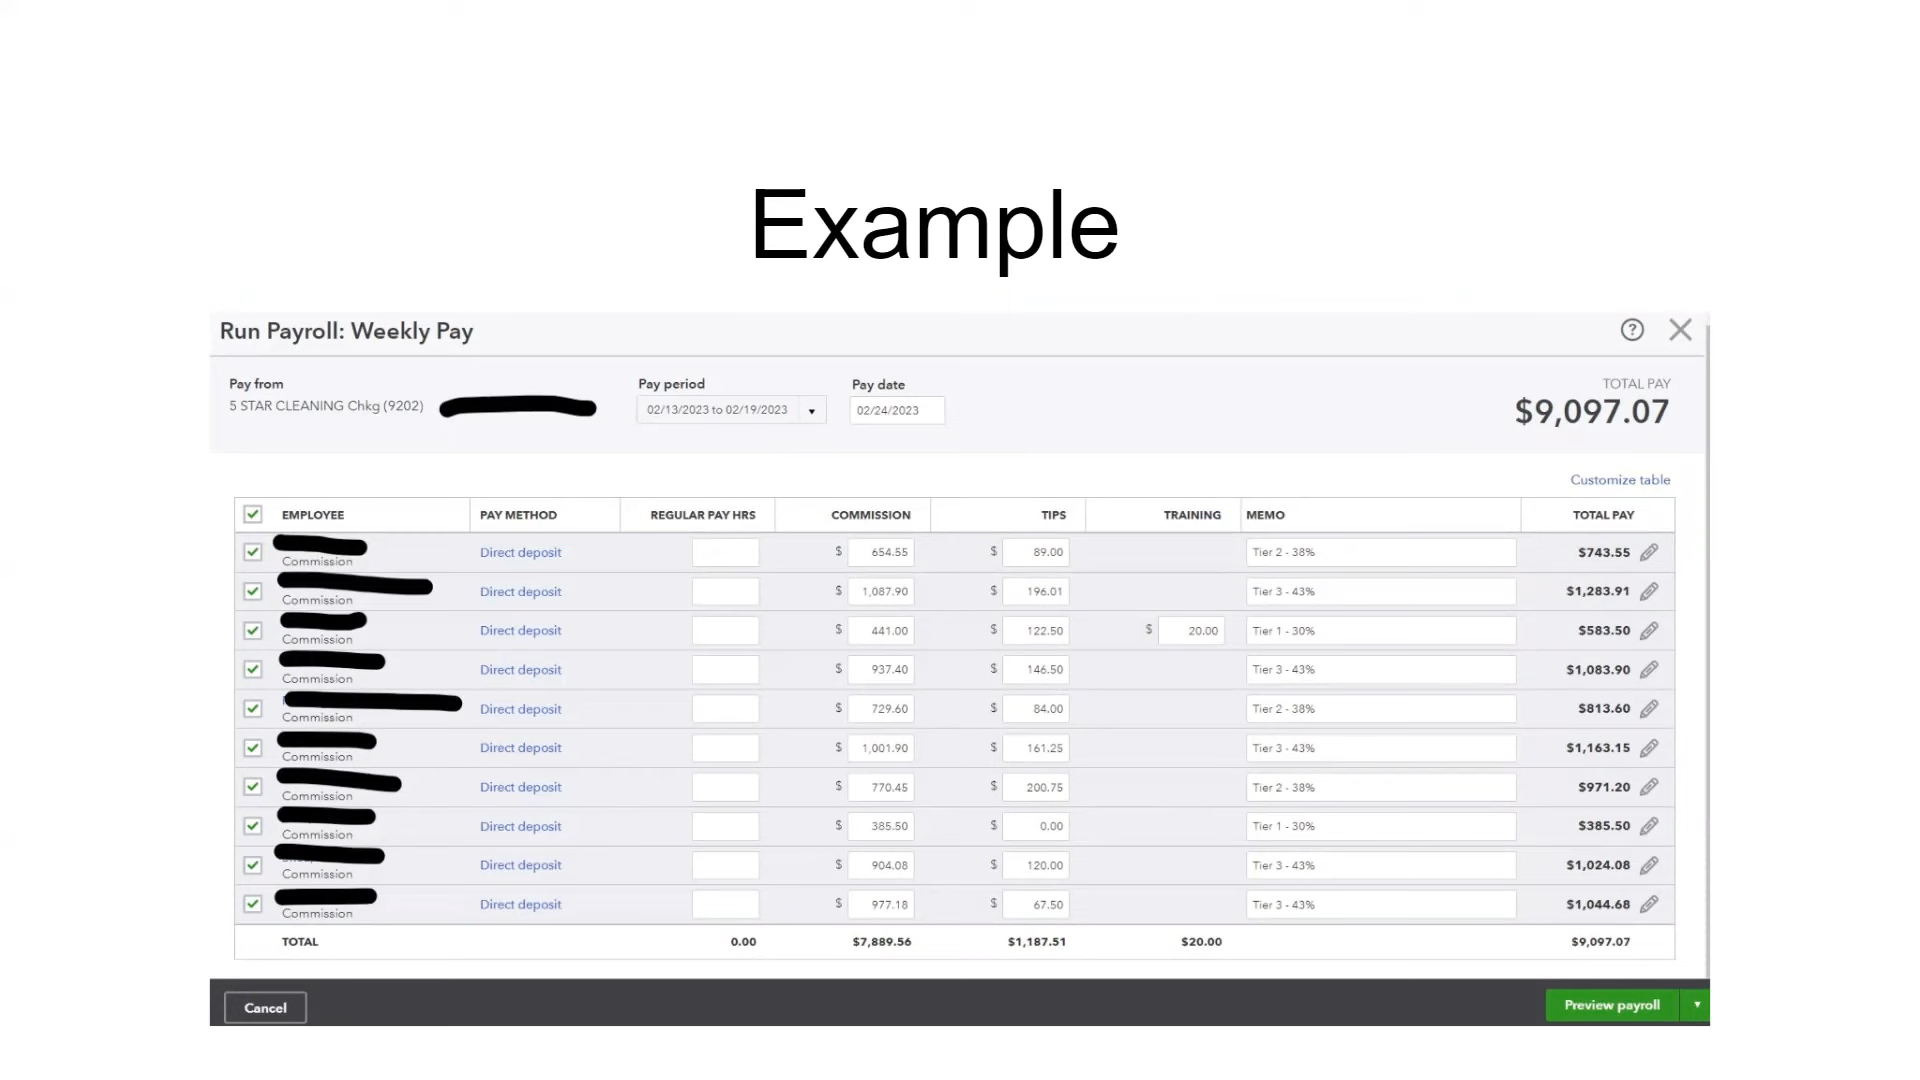 Example
Run Payroll: Weekly Pay
Pay from
5 STAR CLEANING Chkg (9202)
Pay period
02/13/2023 to 02/19/2023
Pay date
02/24/2023
TOTAL PAY
$9,097.07
Customize table
EMPLOYEE PAY METHOD REGULAR PAY HRS COMMISSION TIPS TRAINING MEMO TOTAL PAY
Commission Direct deposit $ 654.55 $ 89.00 Tier 2 - 38% $743.55
Commission Direct deposit $ 1,087.90 $ 196.01 Tier 3 - 43% $1,283.91
Commission Direct deposit $ 441.00 $ 122.50 $ 20.00 Tier 1 - 30% $583.50
Commission Direct deposit $ 937.40 $ 146.50 Tier 3 - 43% $1,083.90
Commission Direct deposit $ 729.60 $ 84.00 Tier 2 - 38% $813.60
Commission Direct deposit $ 1,001.90 $ 161.25 Tier 3 - 43% $1,163.15
Commission Direct deposit $ 770.45 $ 200.75 Tier 2 - 38% $971.20
Commission Direct deposit $ 385.50 $ 0.00 Tier 1 - 30% $385.50
Commission Direct deposit $ 904.08 $ 120.00 Tier 3 - 43% $1,024.08
Commission Direct deposit $ 977.18 $ 67.50 Tier 3 - 43% $1,044.68
TOTAL 0.00 $7,889.56 $1,187.51 $20.00 $9,097.07
Cancel
Preview payroll